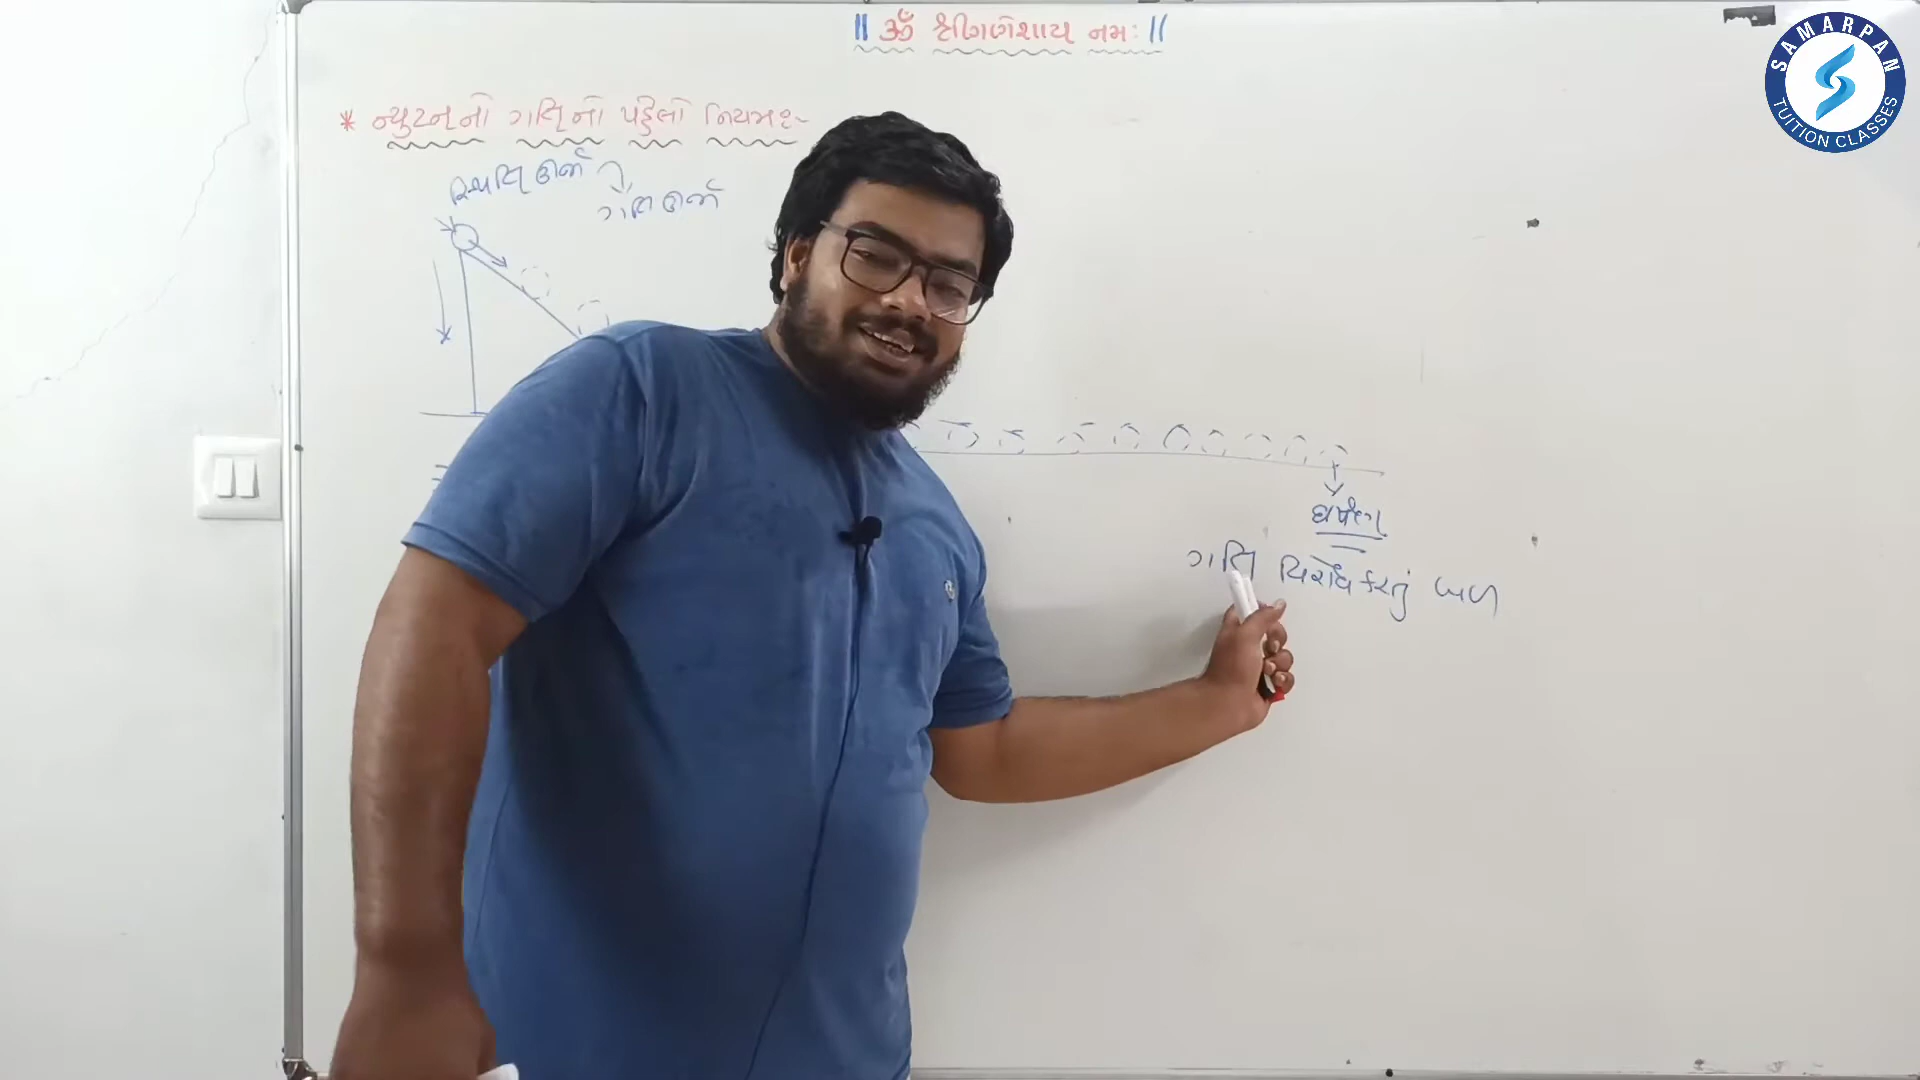 || ૐ શ્રીગણેશાય નમઃ ||
SAMARPAN
TUITION CLASSES
* ન્યુટનનો ગતિનો પહેલો નિયમ :-
સ્થિતિ ઊર્જા
ગતિ ઊર્જા
ઘર્ષણ
ગતિ વિરોધ કરતું બળ